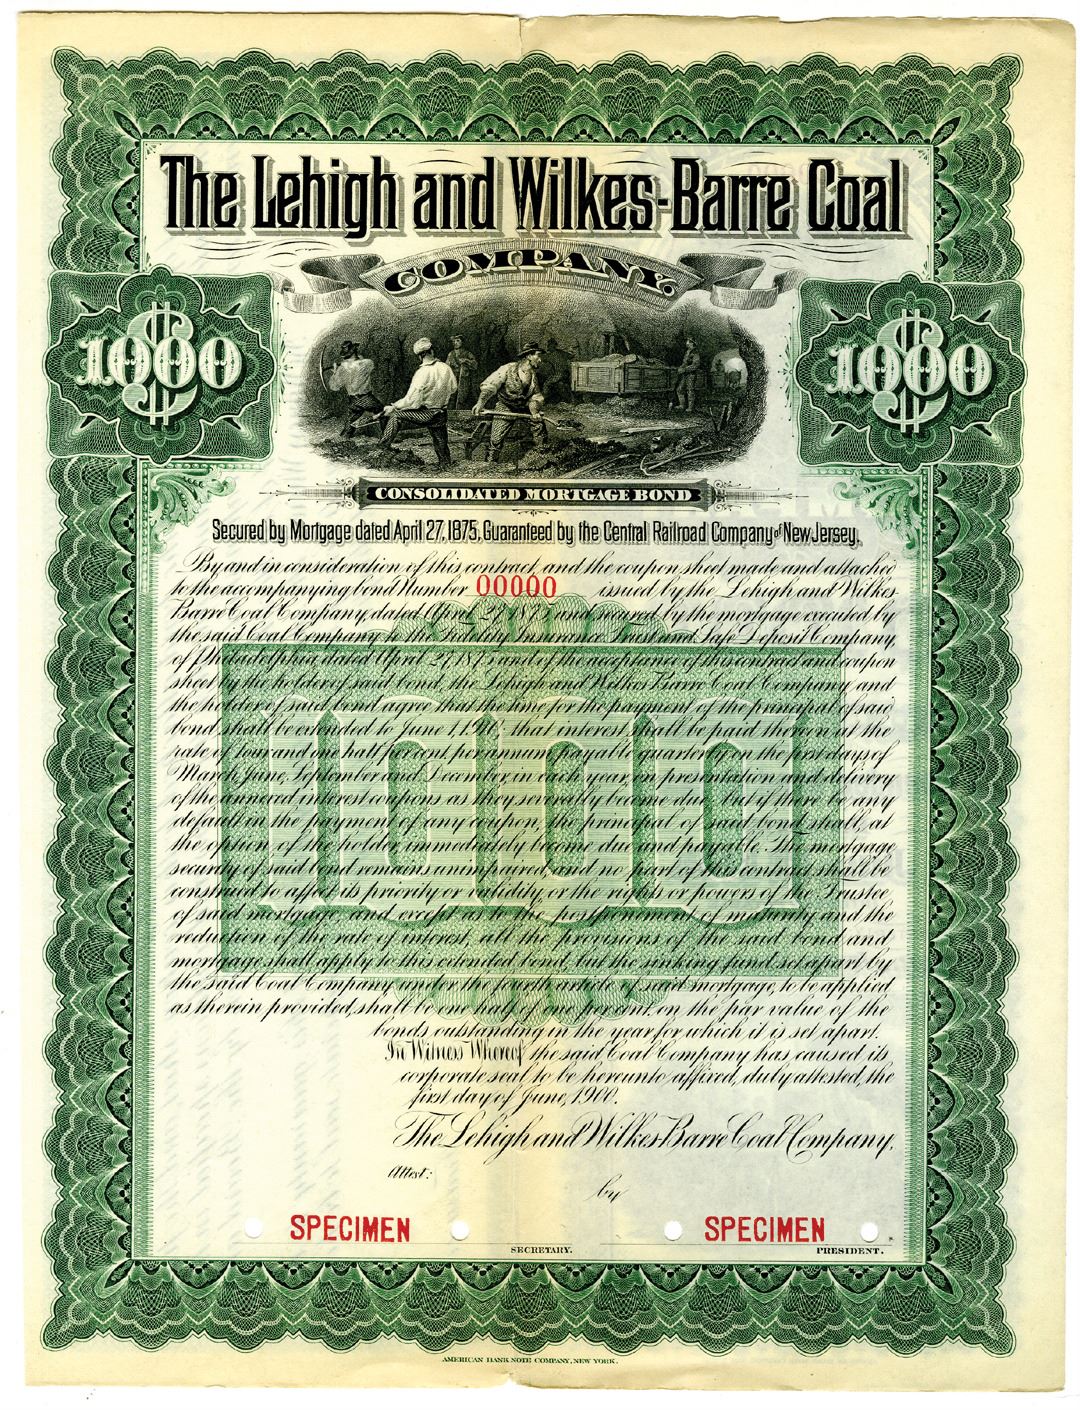 The Lehigh and Wilkes-Barre Coal
COMPANY.
$1000
$1000
CONSOLIDATED MORTGAGE BOND
Secured by Mortgage dated April 27, 1875, Guaranteed by the Central Railroad Company of New Jersey.
By and in consideration of this contract, and the coupon sheet made and attached
to the accompanying bond Number 00000 issued by the Lehigh and Wilkes-
Barre Coal Company, dated April 27, 1875 and secured by the mortgage executed by
the said Coal Company to the Fidelity Insurance Trust and Safe Deposit Company
of Philadelphia, dated April 27, 1875 and of the acceptance of this contract and coupon
sheet by the holder of said bond, the Lehigh and Wilkes-Barre Coal Company, and
the holder of said bond agree that the time for the payment of the principal of said
bond shall be extended to June 1, that interest shall be paid thereon at the
rate of four and one half per cent. per annum payable quarterly on the first days of
March, June, September and December, in each year, on presentation and delivery
of the annexed interest coupons as they severally become due, but if there be any
default in the payment of any coupon, the principal of said bond shall, at
the option of the holder, immediately become due and payable. The mortgage
security of said bond remains unimpaired, and no part of this contract shall be
construed to affect its priority or validity, or the rights or powers of the Trustee
of said mortgage, and except as to the postponement of maturity and the
reduction of the rate of interest, all the provisions of the said bond and
mortgage shall apply to this extended bond, but the sinking fund, set apart by
the said Coal Company under the fourth article of said mortgage, to be applied
as therein provided, shall be one half of one per cent. on the par value of the
bonds outstanding in the year for which it is set apart.
In Witness Whereof the said Coal Company has caused its
corporate seal to be hereunto affixed, duly attested, the
first day of June, 1900.
The Lehigh and Wilkes-Barre Coal Company,
Attest:
by
SPECIMEN
SPECIMEN
SECRETARY.
PRESIDENT.
AMERICAN BANK NOTE COMPANY, NEW YORK.